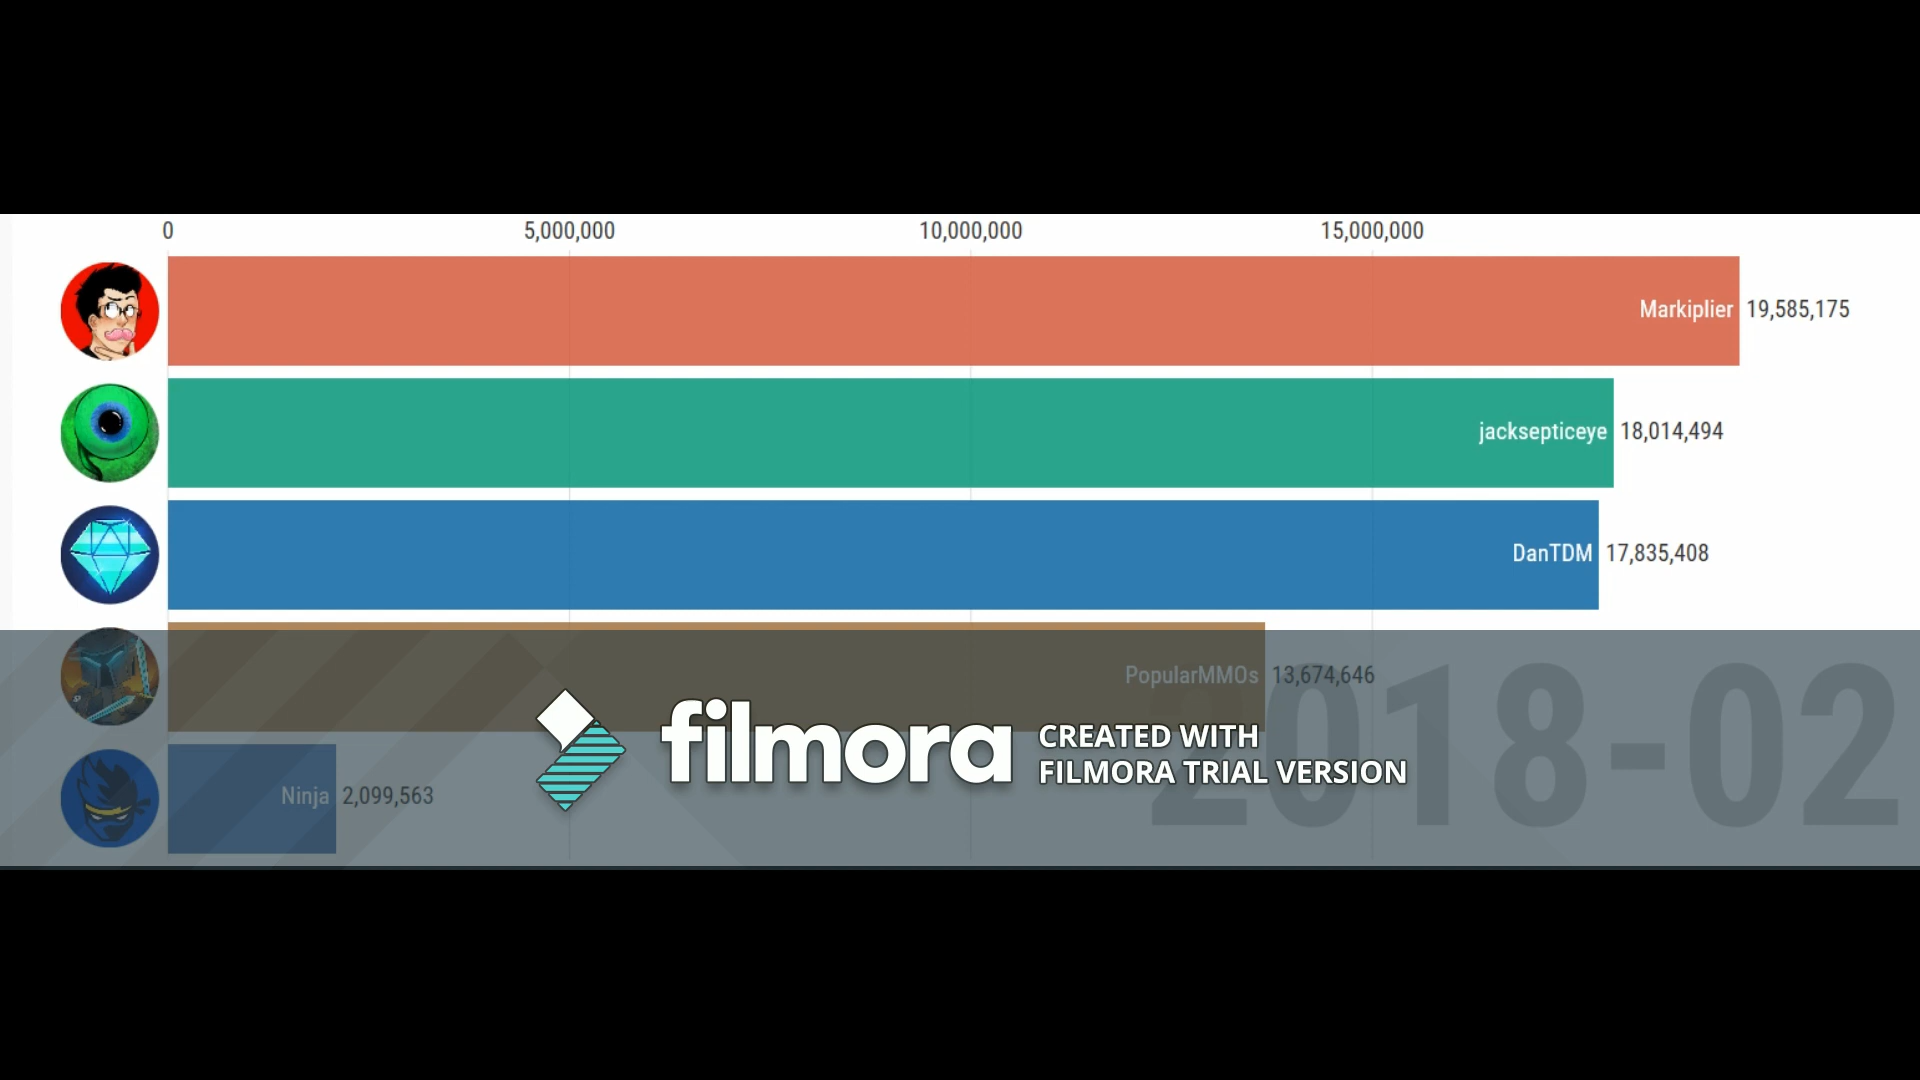 0 5,000,000 10,000,000 15,000,000
Markiplier 19,585,175
jacksepticeye 18,014,494
DanTDM 17,835,408
PopularMMOs 13,674,646
2018-02
filmora CREATED WITH
FILMORA TRIAL VERSION
Ninja 2,099,563